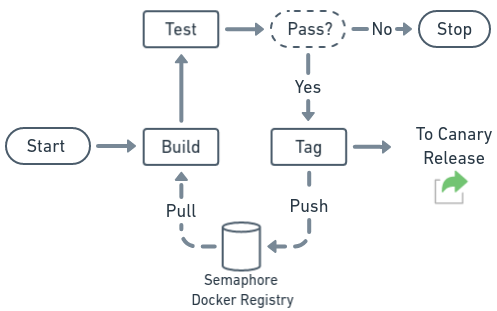 Test
Pass?
No
Stop
Yes
Start
Build
Tag
To Canary
Release
Pull
Push
Semaphore
Docker Registry